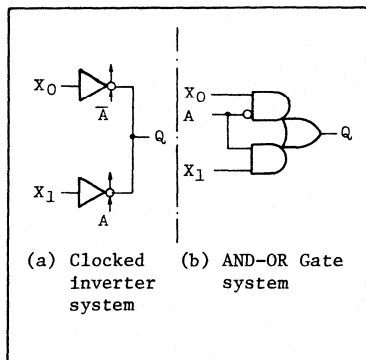 X0
A̅
Q
X1
A
(a) Clocked
inverter
system
X0
A
Q
X1
(b) AND-OR Gate
system